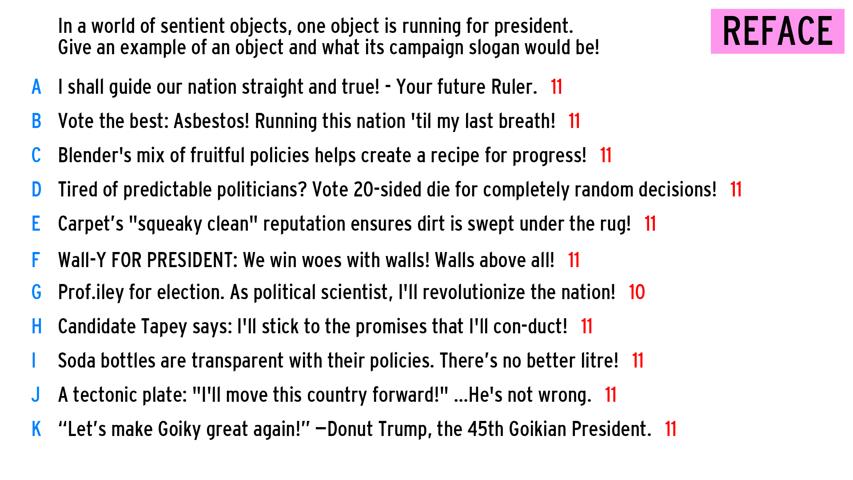 In a world of sentient objects, one object is running for president.
Give an example of an object and what its campaign slogan would be!
REFACE
A I shall guide our nation straight and true! - Your future Ruler. 11
B Vote the best: Asbestos! Running this nation 'til my last breath! 11
C Blender's mix of fruitful policies helps create a recipe for progress! 11
D Tired of predictable politicians? Vote 20-sided die for completely random decisions! 11
E Carpet’s "squeaky clean" reputation ensures dirt is swept under the rug! 11
F Wall-Y FOR PRESIDENT: We win woes with walls! Walls above all! 11
G Prof.iley for election. As political scientist, I'll revolutionize the nation! 10
H Candidate Tapey says: I'll stick to the promises that I'll con-duct! 11
I Soda bottles are transparent with their policies. There’s no better litre! 11
J A tectonic plate: "I'll move this country forward!" ...He's not wrong. 11
K “Let’s make Goiky great again!” —Donut Trump, the 45th Goikian President. 11